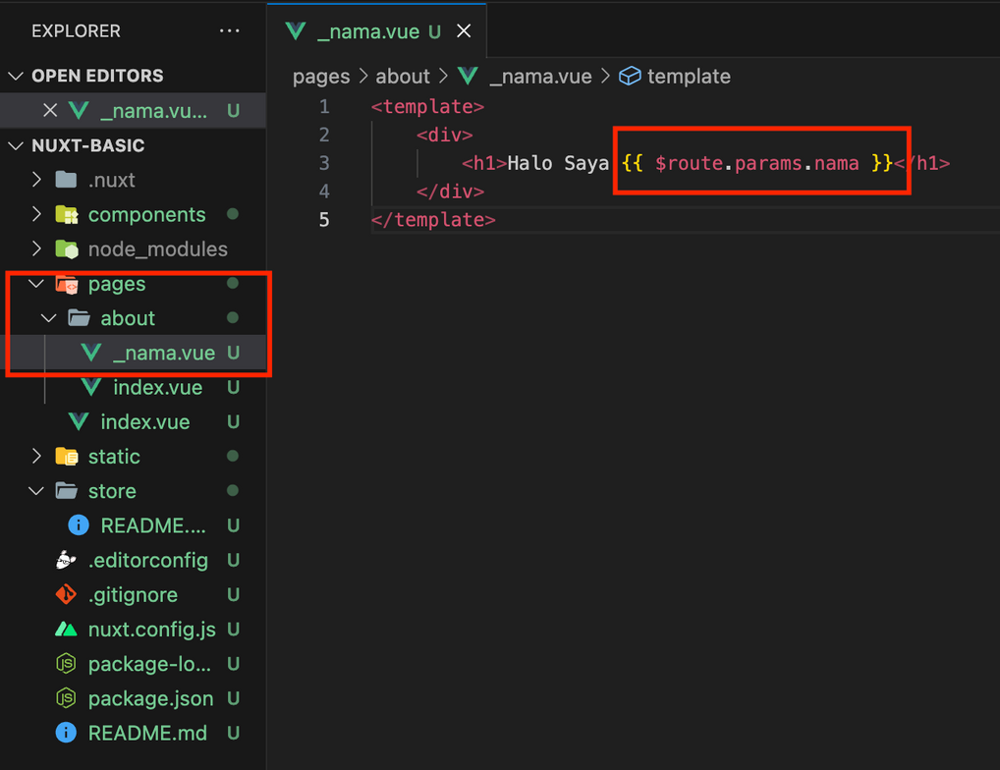 EXPLORER ...
OPEN EDITORS
_nama.vu... U
NUXT-BASIC
.nuxt
components
node_modules
pages
about
_nama.vue U
index.vue U
index.vue U
static
store
README.... U
.editorconfig U
.gitignore U
nuxt.config.js U
package-lo... U
package.json U
README.md U
_nama.vue U
pages > about > _nama.vue > template
1 <template>
2 <div>
3 <h1>Halo Saya {{ $route.params.nama }}</h1>
4 </div>
5 </template>